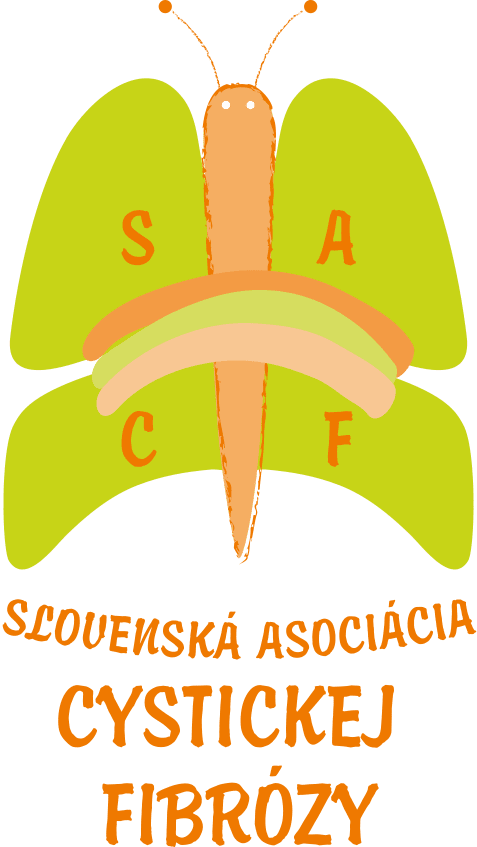 S A
C F
SLOVENSKÁ ASOCIÁCIA
CYSTICKEJ
FIBRÓZY